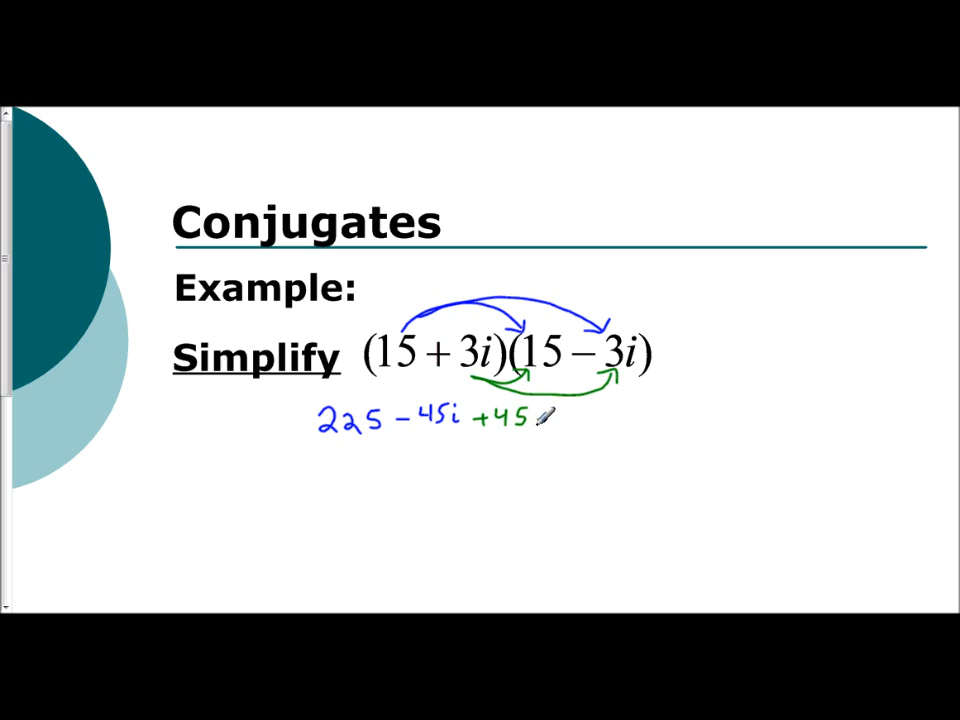 Conjugates
Example:
Simplify (15 + 3i)(15 − 3i)
225 − 45i + 45